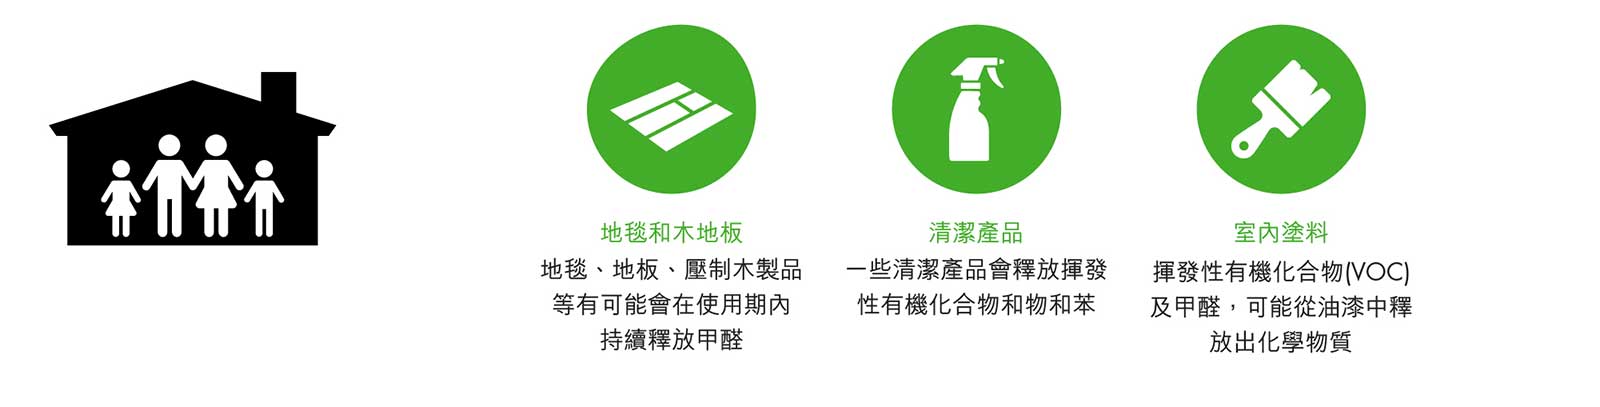 地毯和木地板
地毯、地板、壓制木製品
等有可能會在使用期內
持續釋放甲醛
清潔產品
一些清潔產品會釋放揮發
性有機化合物和物和苯
室內塗料
揮發性有機化合物(VOC)
及甲醛，可能從油漆中釋
放出化學物質